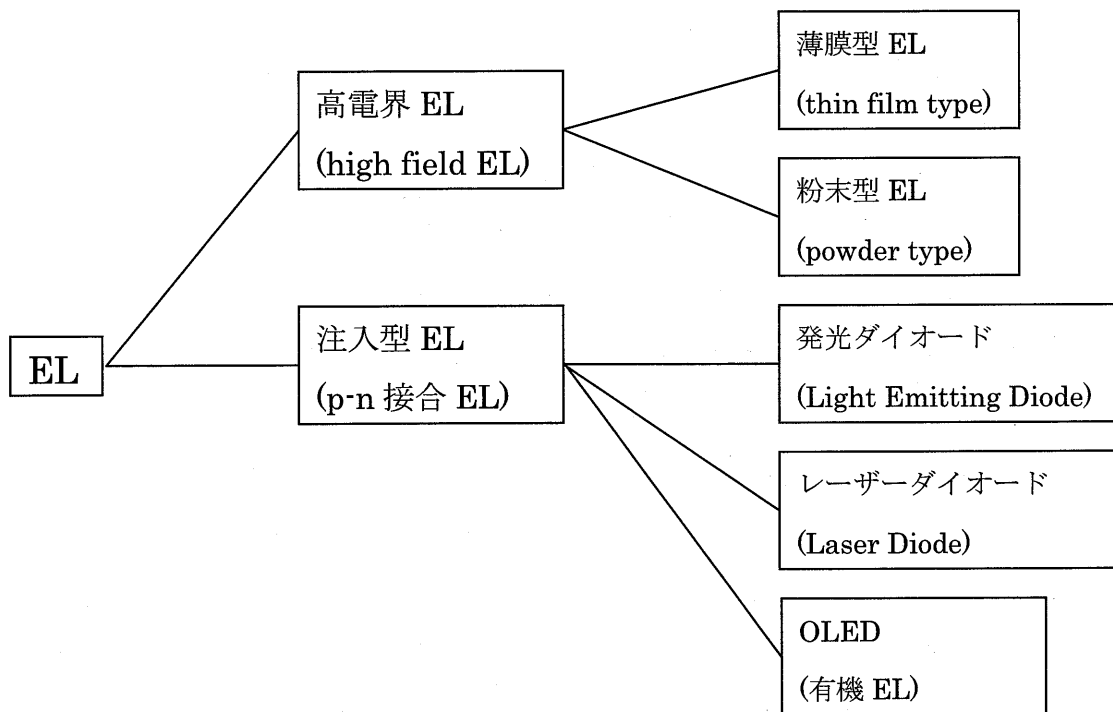 EL
高電界 EL
(high field EL)
薄膜型 EL
(thin film type)
粉末型 EL
(powder type)
注入型 EL
(p-n 接合 EL)
発光ダイオード
(Light Emitting Diode)
レーザーダイオード
(Laser Diode)
OLED
(有機 EL)